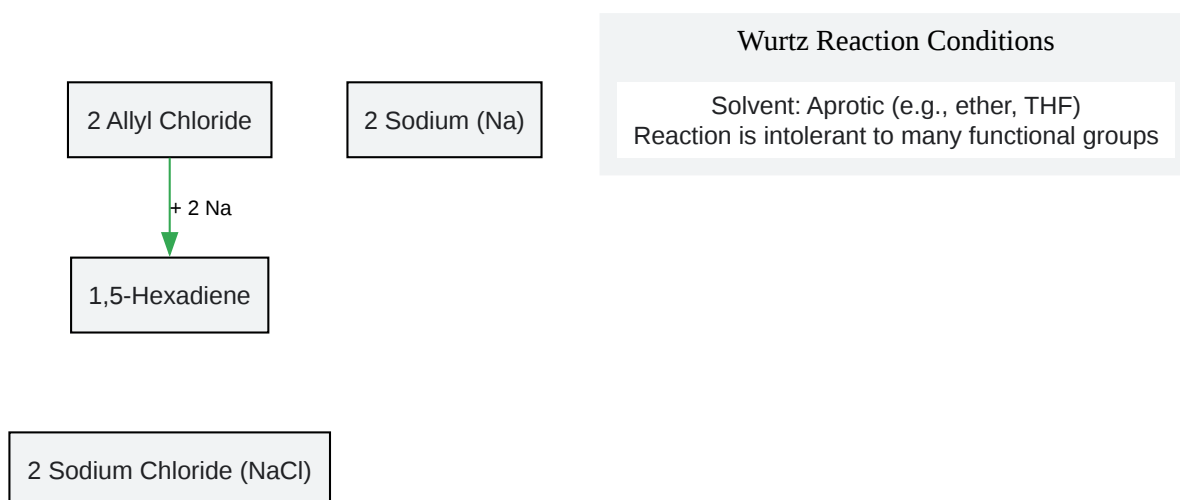 Wurtz Reaction Conditions
2 Allyl Chloride
2 Sodium (Na)
Solvent: Aprotic (e.g., ether, THF)
Reaction is intolerant to many functional groups
+ 2 Na
1,5-Hexadiene
2 Sodium Chloride (NaCl)